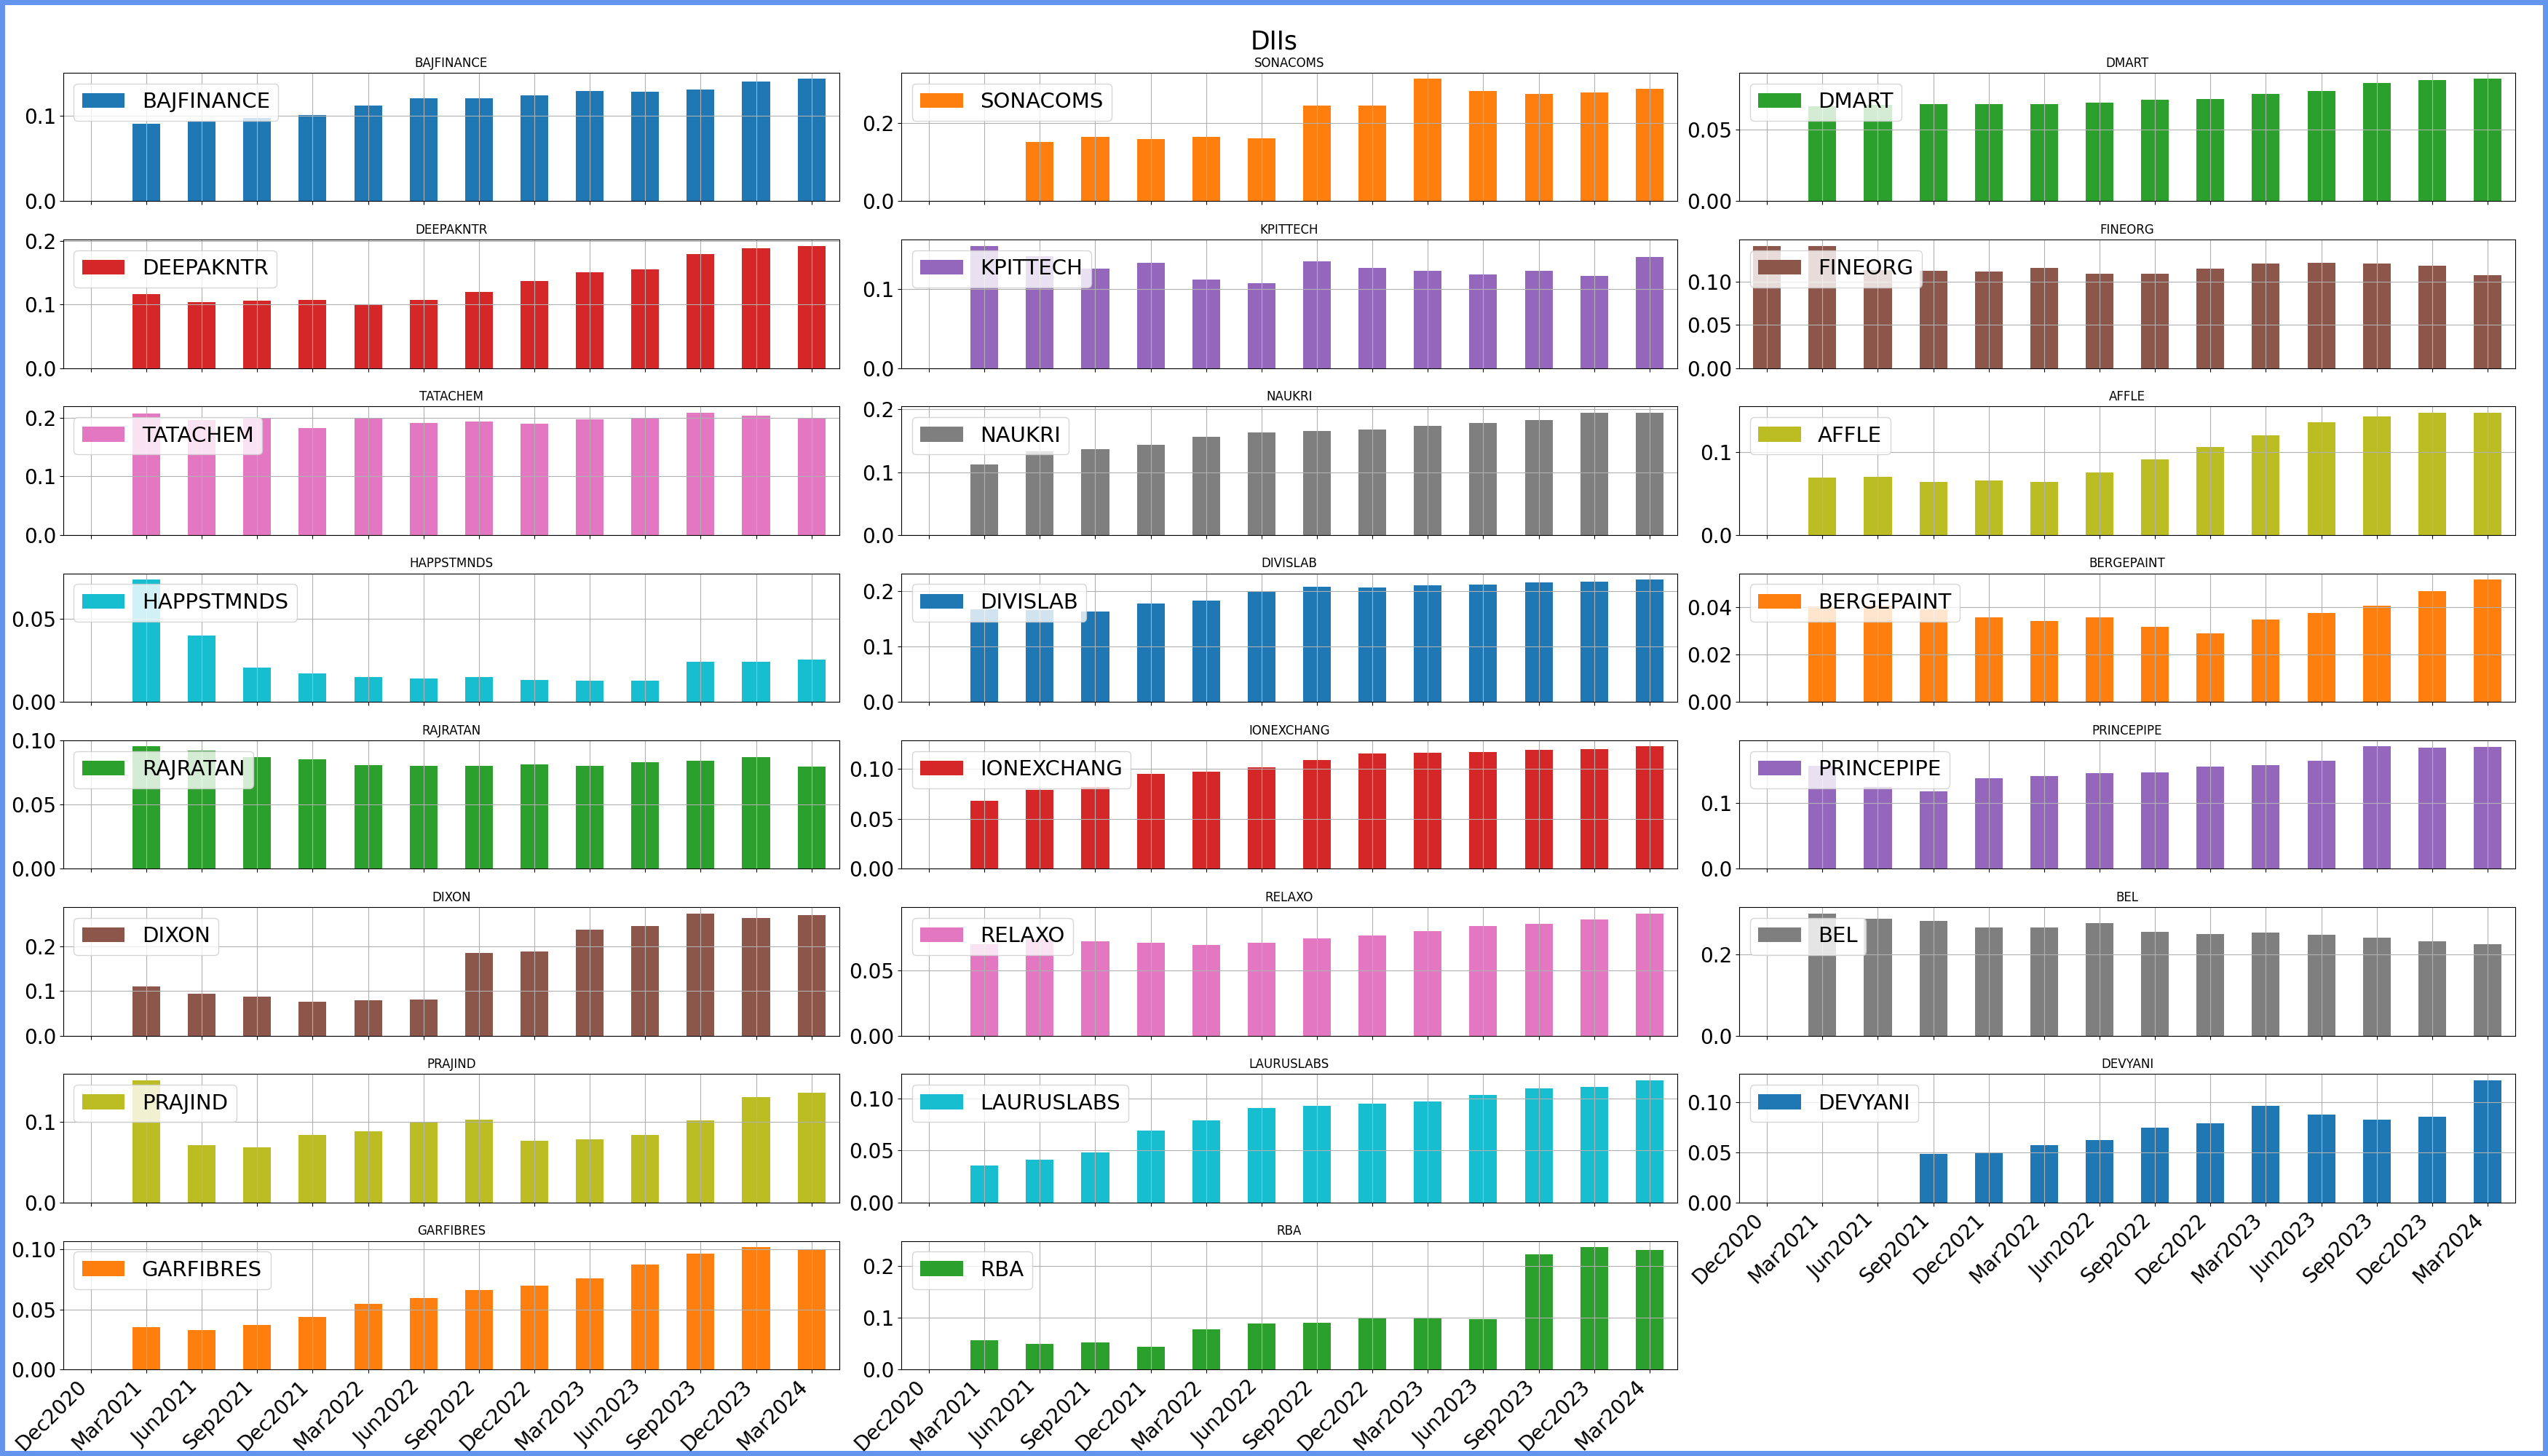 DIIs
BAJFINANCE
BAJFINANCE
0.1
0.0
SONACOMS
SONACOMS
0.2
0.0
DMART
DMART
0.05
0.00
DEEPAKNTR
DEEPAKNTR
0.2
0.1
0.0
KPITTECH
KPITTECH
0.1
0.0
FINEORG
FINEORG
0.10
0.05
0.00
TATACHEM
TATACHEM
0.2
0.1
0.0
NAUKRI
NAUKRI
0.2
0.1
0.0
AFFLE
AFFLE
0.1
0.0
HAPPSTMNDS
HAPPSTMNDS
0.05
0.00
DIVISLAB
DIVISLAB
0.2
0.1
0.0
BERGEPAINT
BERGEPAINT
0.04
0.02
0.00
RAJRATAN
RAJRATAN
0.10
0.05
0.00
IONEXCHANG
IONEXCHANG
0.10
0.05
0.00
PRINCEPIPE
PRINCEPIPE
0.1
0.0
DIXON
DIXON
0.2
0.1
0.0
RELAXO
RELAXO
0.05
0.00
BEL
BEL
0.2
0.0
PRAJIND
PRAJIND
0.1
0.0
LAURUSLABS
LAURUSLABS
0.10
0.05
0.00
DEVYANI
DEVYANI
0.10
0.05
0.00
Dec2020
Mar2021
Jun2021
Sep2021
Dec2021
Mar2022
Jun2022
Sep2022
Dec2022
Mar2023
Jun2023
Sep2023
Dec2023
Mar2024
GARFIBRES
GARFIBRES
0.10
0.05
0.00
Dec2020
Mar2021
Jun2021
Sep2021
Dec2021
Mar2022
Jun2022
Sep2022
Dec2022
Mar2023
Jun2023
Sep2023
Dec2023
Mar2024
RBA
RBA
0.2
0.1
0.0
Dec2020
Mar2021
Jun2021
Sep2021
Dec2021
Mar2022
Jun2022
Sep2022
Dec2022
Mar2023
Jun2023
Sep2023
Dec2023
Mar2024